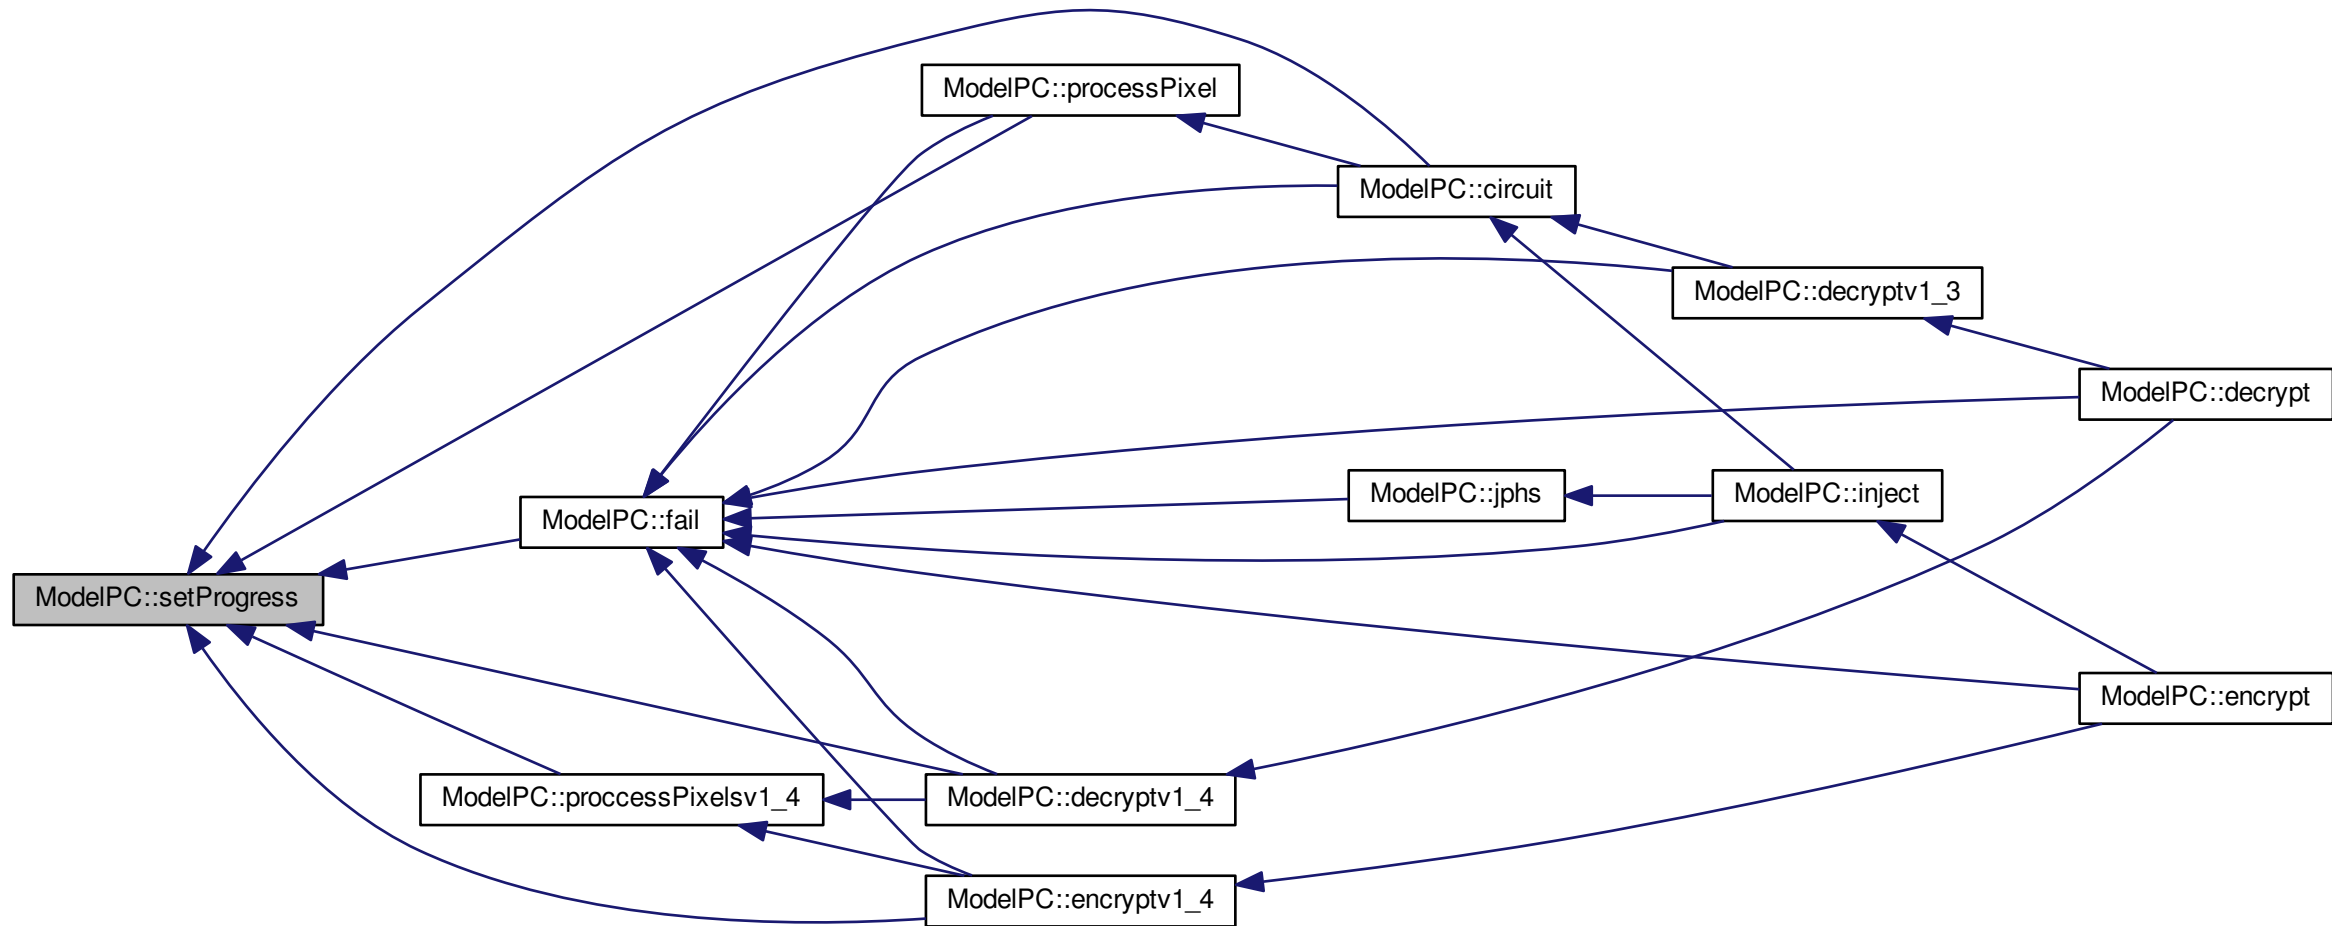 ModelPC::processPixel
ModelPC::circuit
ModelPC::decryptv1_3
ModelPC::decrypt
ModelPC::jphs
ModelPC::inject
ModelPC::fail
ModelPC::setProgress
ModelPC::encrypt
ModelPC::proccessPixelsv1_4
ModelPC::decryptv1_4
ModelPC::encryptv1_4